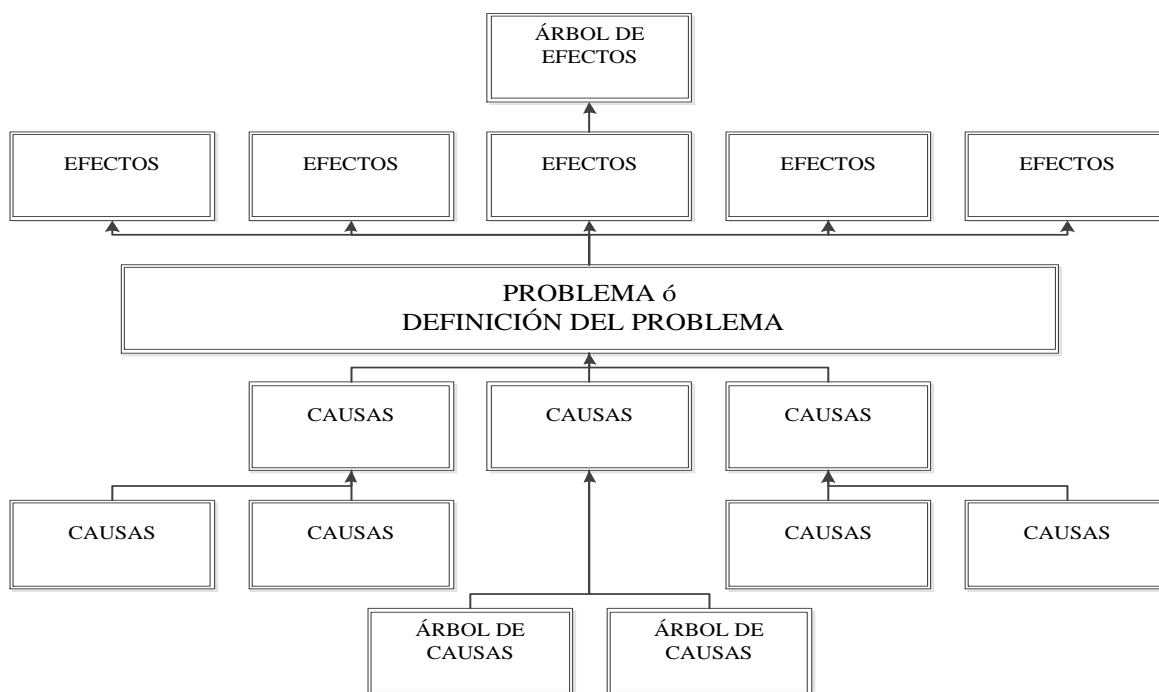 ÁRBOL DE
EFECTOS
EFECTOS
EFECTOS
EFECTOS
EFECTOS
EFECTOS
PROBLEMA ó
DEFINICIÓN DEL PROBLEMA
CAUSAS
CAUSAS
CAUSAS
CAUSAS
CAUSAS
CAUSAS
CAUSAS
ÁRBOL DE
CAUSAS
ÁRBOL DE
CAUSAS